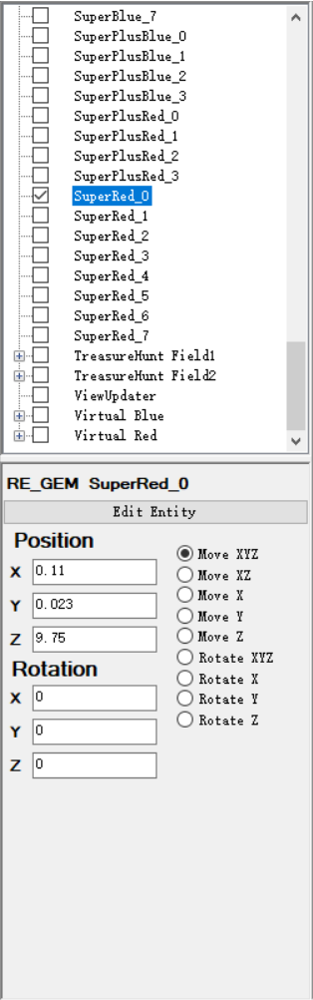 SuperBlue_7
SuperPlusBlue_0
SuperPlusBlue_1
SuperPlusBlue_2
SuperPlusBlue_3
SuperPlusRed_0
SuperPlusRed_1
SuperPlusRed_2
SuperPlusRed_3
SuperRed_0
SuperRed_1
SuperRed_2
SuperRed_3
SuperRed_4
SuperRed_5
SuperRed_6
SuperRed_7
TreasureHunt Field1
TreasureHunt Field2
ViewUpdater
Virtual Blue
Virtual Red
RE_GEM SuperRed_0
Edit Entity
Position
X 0.11
Y 0.023
Z 9.75
Rotation
X 0
Y 0
Z 0
Move XYZ
Move XZ
Move X
Move Y
Move Z
Rotate XYZ
Rotate X
Rotate Y
Rotate Z